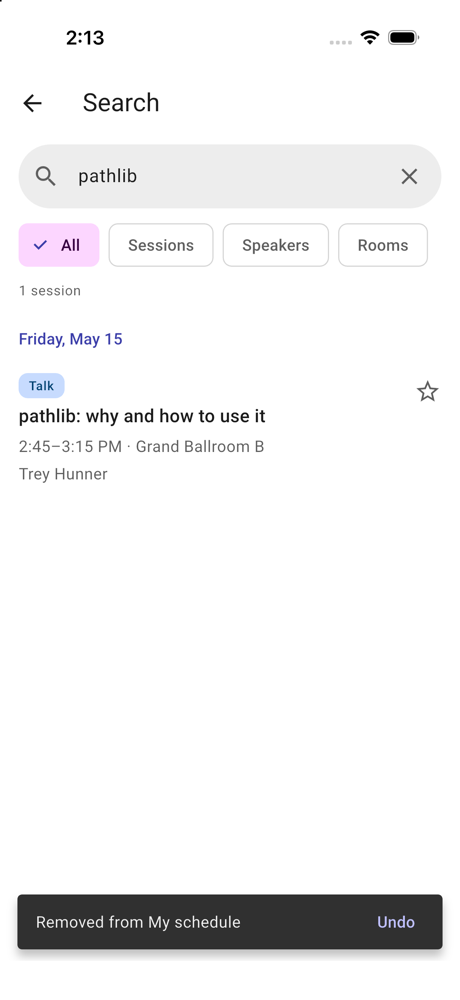 2:13
Search
pathlib
All Sessions Speakers Rooms
1 session
Friday, May 15
Talk
pathlib: why and how to use it
2:45–3:15 PM · Grand Ballroom B
Trey Hunner
Removed from My schedule Undo